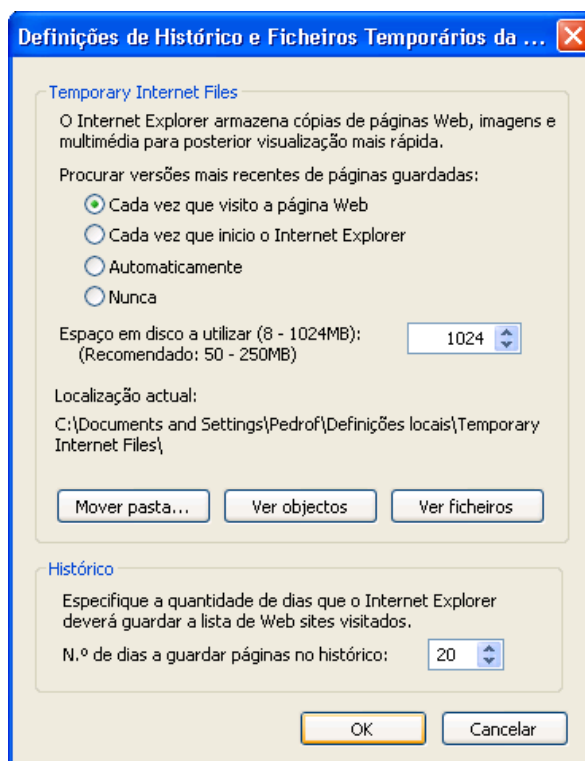 Definições de Histórico e Ficheiros Temporários da ...
Temporary Internet Files
O Internet Explorer armazena cópias de páginas Web, imagens e
multimédia para posterior visualização mais rápida.
Procurar versões mais recentes de páginas guardadas:
Cada vez que visito a página Web
Cada vez que inicio o Internet Explorer
Automaticamente
Nunca
Espaço em disco a utilizar (8 - 1024MB): 1024
(Recomendado: 50 - 250MB)
Localização actual:
C:\Documents and Settings\Pedrof\Definições locais\Temporary
Internet Files\
Mover pasta... Ver objectos Ver ficheiros
Histórico
Especifique a quantidade de dias que o Internet Explorer
deverá guardar a lista de Web sites visitados.
N.º de dias a guardar páginas no histórico: 20
OK Cancelar